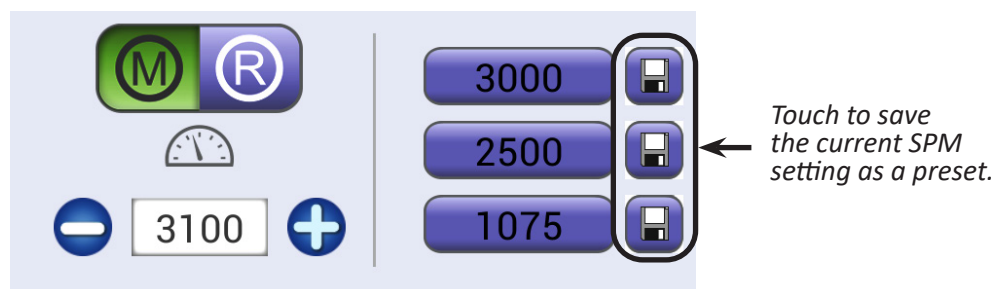 M R
3100
3000
2500
1075
Touch to save
the current SPM
setting as a preset.